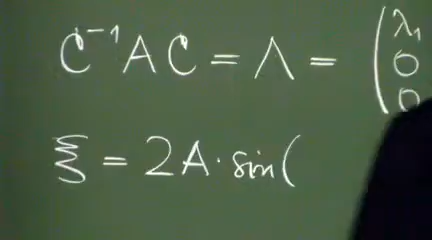 C⁻¹AC = Λ = (λ₁
0
0
ξ = 2A · sin(